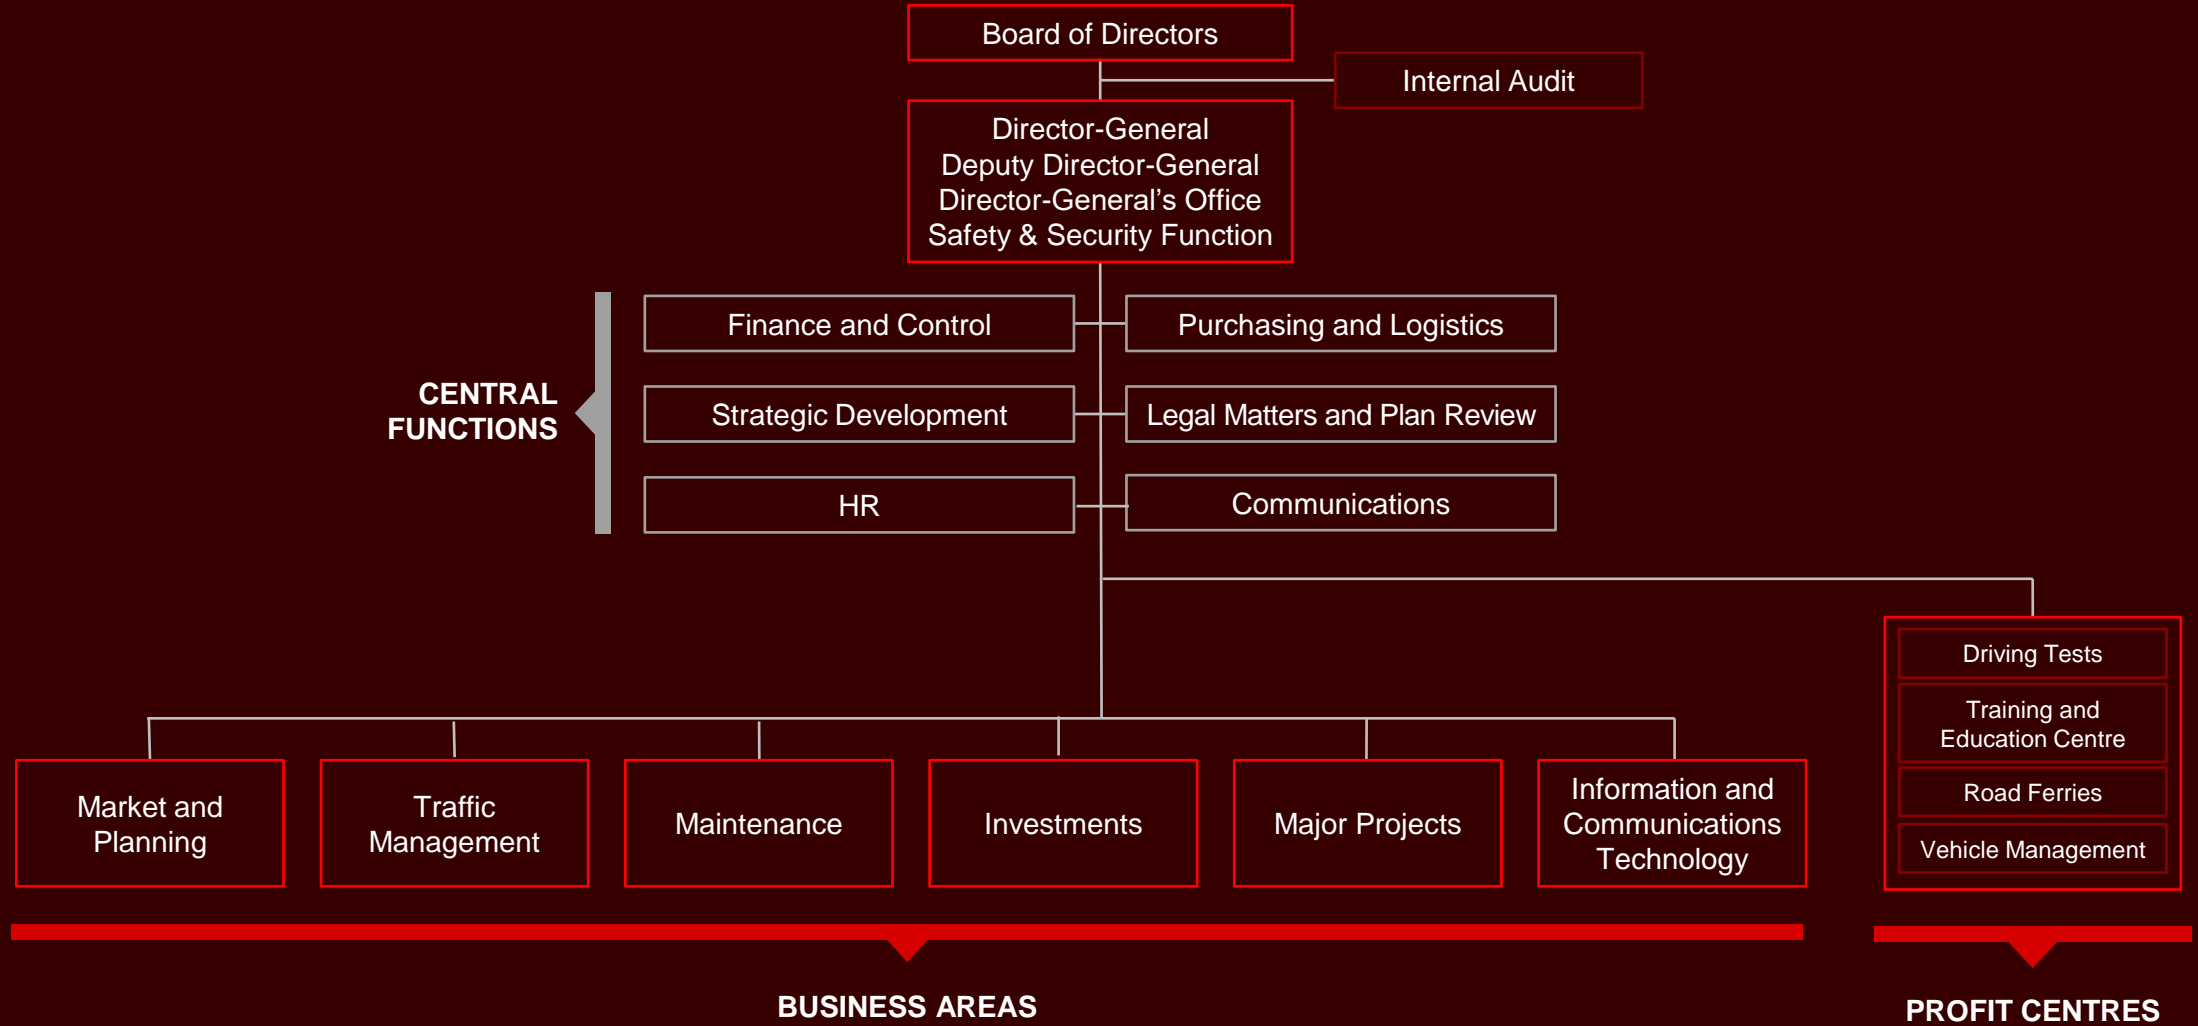 Board of Directors
Internal Audit
Director-General
Deputy Director-General
Director-General’s Office
Safety & Security Function
CENTRAL
FUNCTIONS
Finance and Control
Purchasing and Logistics
Strategic Development
Legal Matters and Plan Review
HR
Communications
Market and
Planning
Traffic
Management
Maintenance
Investments
Major Projects
Information and
Communications
Technology
Driving Tests
Training and
Education Centre
Road Ferries
Vehicle Management
BUSINESS AREAS
PROFIT CENTRES